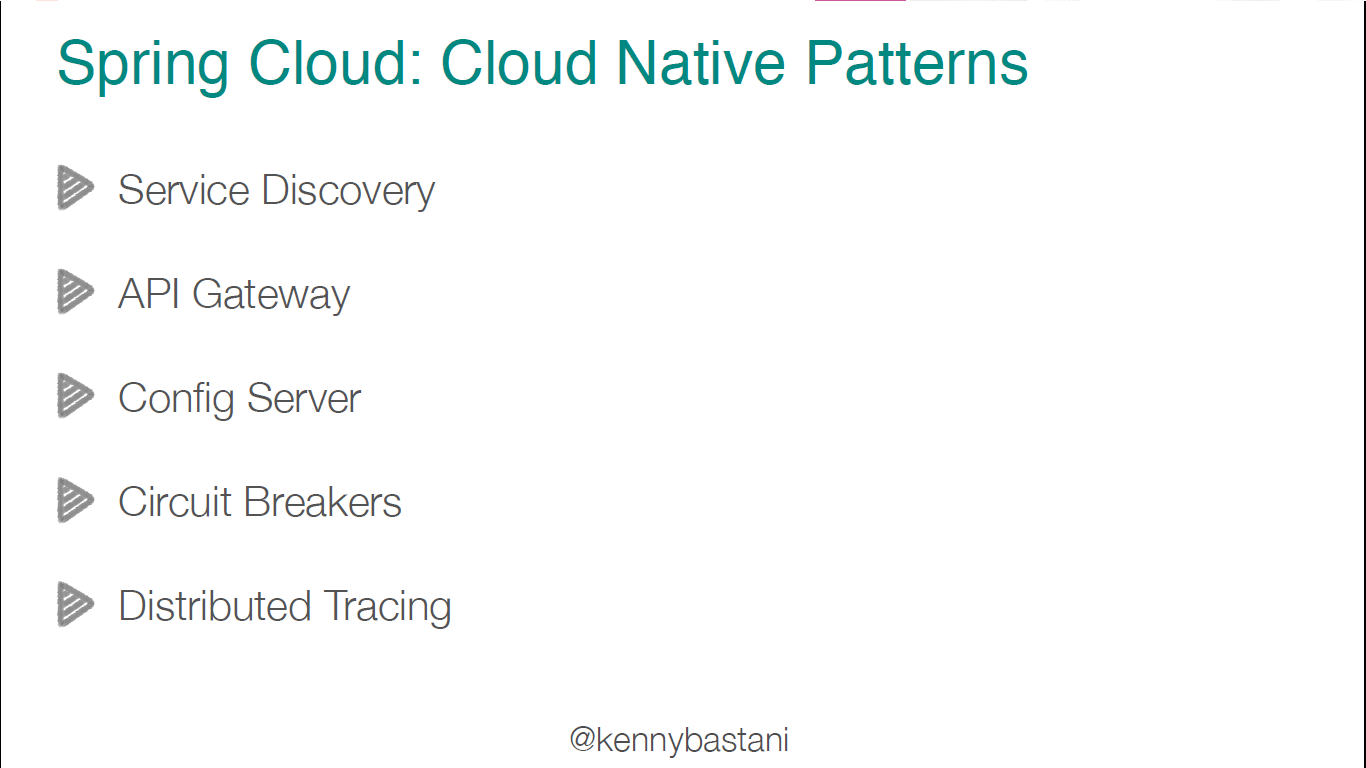 Spring Cloud: Cloud Native Patterns
Service Discovery
API Gateway
Config Server
Circuit Breakers
Distributed Tracing
@kennybastani